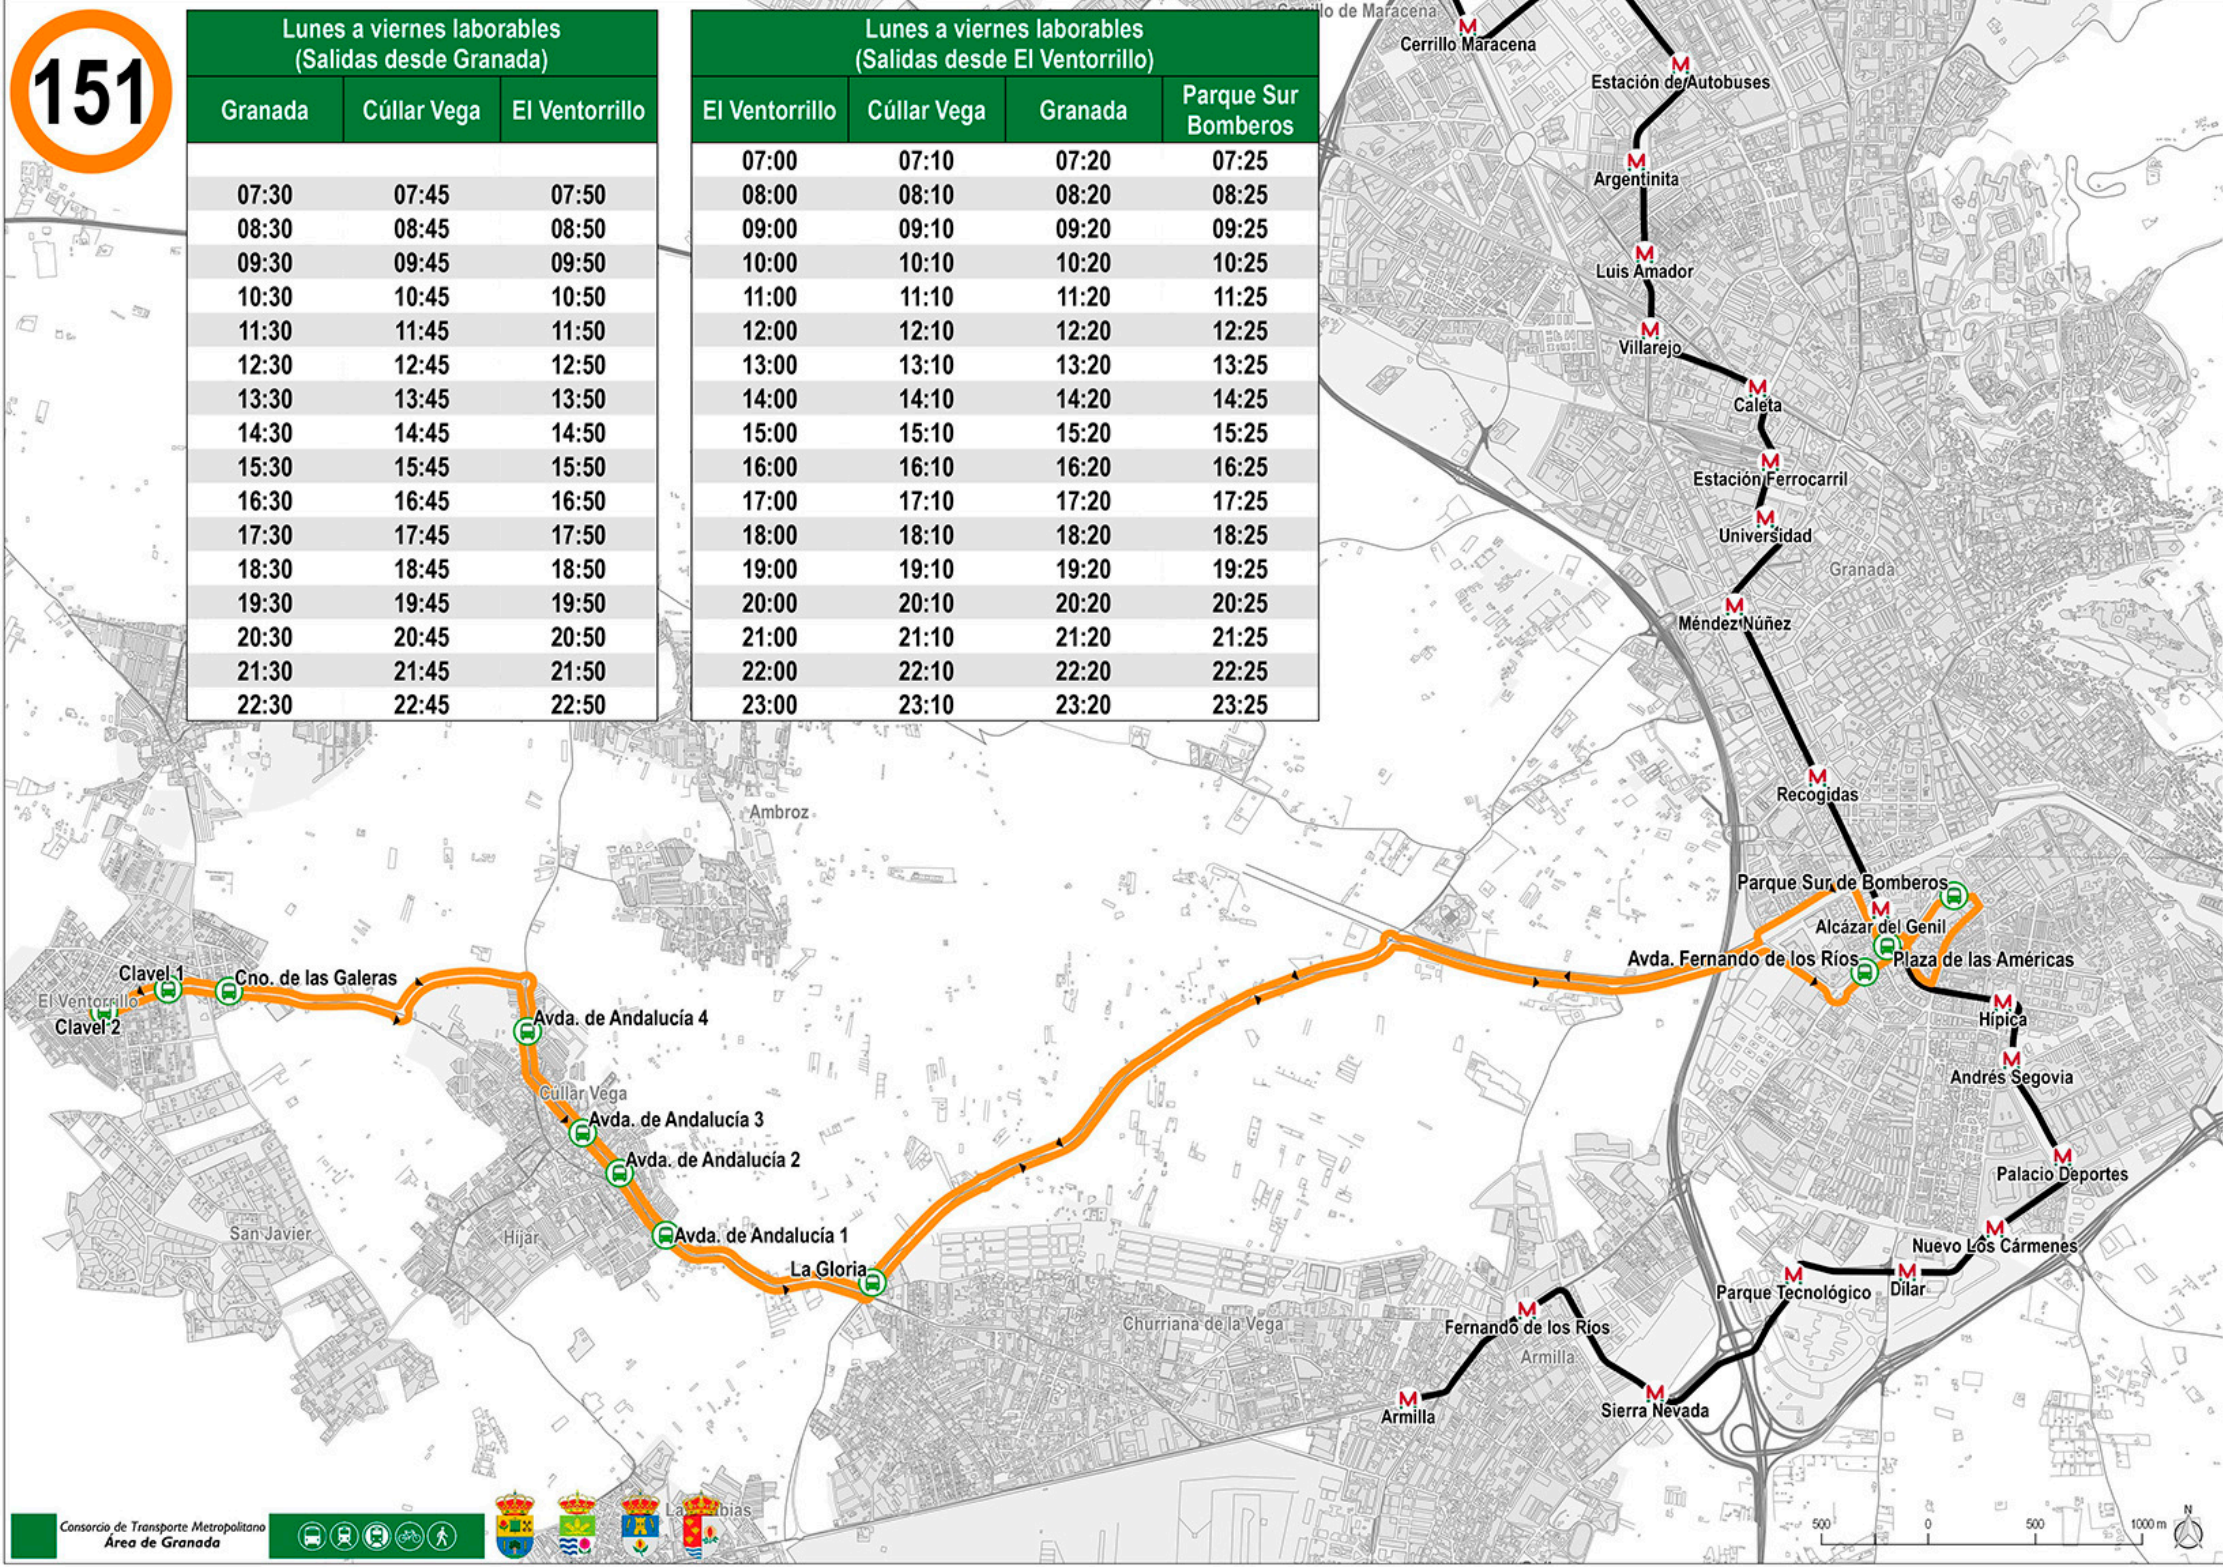 151
Lunes a viernes laborables
(Salidas desde Granada)
Granada Cúllar Vega El Ventorrillo
07:30 07:45 07:50
08:30 08:45 08:50
09:30 09:45 09:50
10:30 10:45 10:50
11:30 11:45 11:50
12:30 12:45 12:50
13:30 13:45 13:50
14:30 14:45 14:50
15:30 15:45 15:50
16:30 16:45 16:50
17:30 17:45 17:50
18:30 18:45 18:50
19:30 19:45 19:50
20:30 20:45 20:50
21:30 21:45 21:50
22:30 22:45 22:50
Lunes a viernes laborables
(Salidas desde El Ventorrillo)
El Ventorrillo Cúllar Vega Granada Parque Sur
Bomberos
07:00 07:10 07:20 07:25
08:00 08:10 08:20 08:25
09:00 09:10 09:20 09:25
10:00 10:10 10:20 10:25
11:00 11:10 11:20 11:25
12:00 12:10 12:20 12:25
13:00 13:10 13:20 13:25
14:00 14:10 14:20 14:25
15:00 15:10 15:20 15:25
16:00 16:10 16:20 16:25
17:00 17:10 17:20 17:25
18:00 18:10 18:20 18:25
19:00 19:10 19:20 19:25
20:00 20:10 20:20 20:25
21:00 21:10 21:20 21:25
22:00 22:10 22:20 22:25
23:00 23:10 23:20 23:25
de Maracena
M
Cerrillo Maracena
M
Estación de Autobuses
M
Argentinita
M
Luis Amador
M
Villarejo
M
Caleta
M
Estación Ferrocarril
M
Universidad
Granada
M
Méndez Núñez
M
Recogidas
Ambroz
Parque Sur de Bomberos
M
Alcázar del Genil
Avda. Fernando de los Ríos
Plaza de las Américas
Clavel 1
Cno. de las Galeras
El Ventorrillo
Clavel 2
Avda. de Andalucía 4
M
Hípica
M
Andrés Segovia
Cúllar Vega
Avda. de Andalucía 3
Avda. de Andalucía 2
M
Palacio Deportes
San Javier
Híjar
Avda. de Andalucía 1
La Gloria
M
Nuevo Los Cármenes
M
Parque Tecnológico
M
Dílar
Churriana de la Vega
M
Fernando de los Ríos
Armilla
M
Armilla
M
Sierra Nevada
Consorcio de Transporte Metropolitano
Área de Granada
500 0 500 1000 m
N